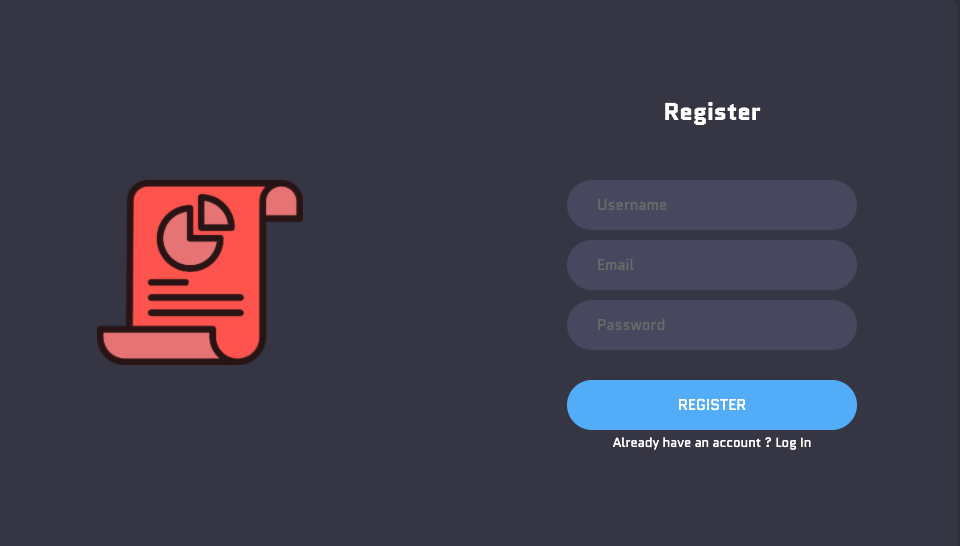 Register
Username
Email
Password
REGISTER
Already have an account ? Log In